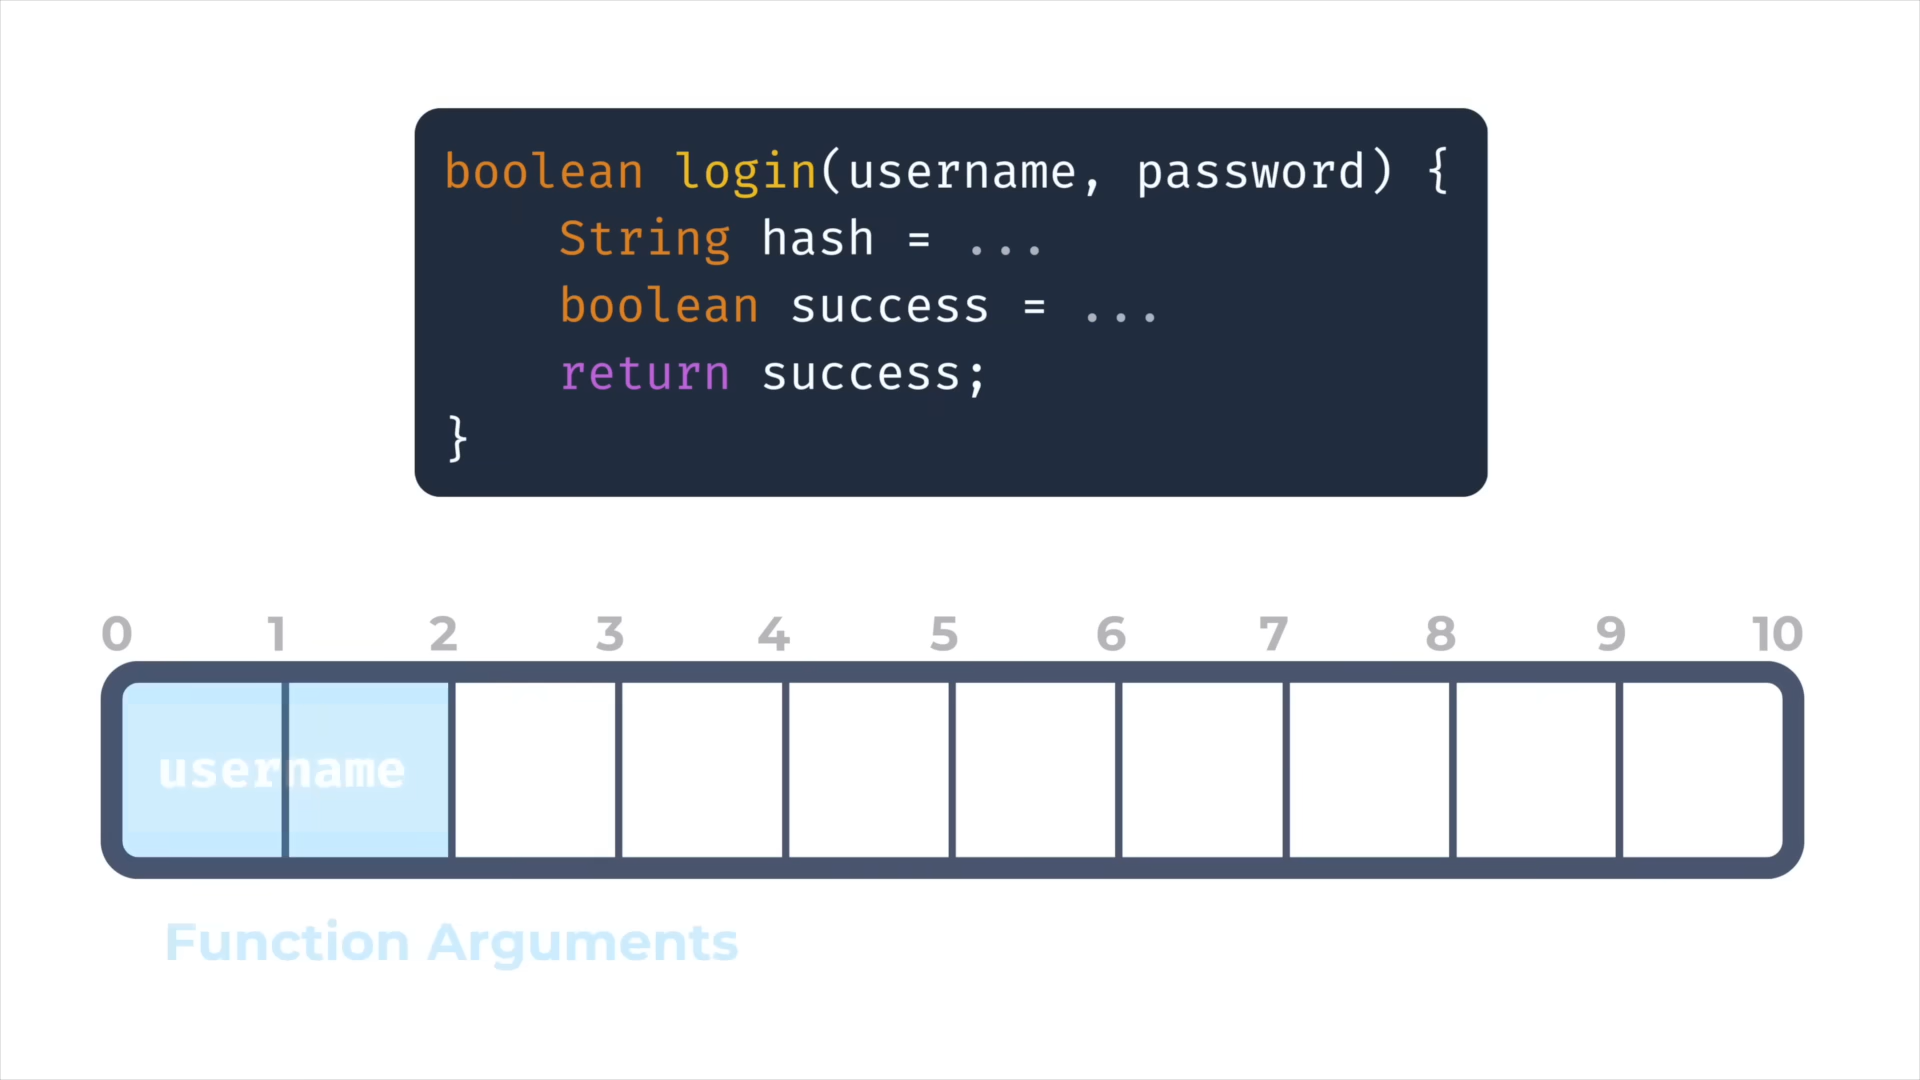 boolean login(username, password) {
    String hash = ...
    boolean success = ...
    return success;
}
0 1 2 3 4 5 6 7 8 9 10
username
Function Arguments